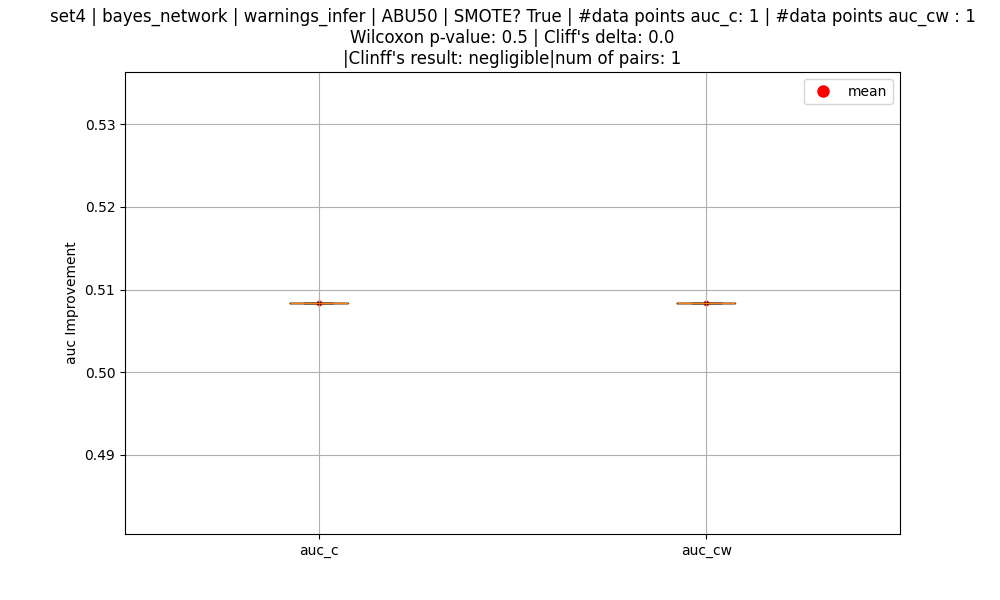 set4 | bayes_network | warnings_infer | ABU50 | SMOTE? True | #data points auc_c: 1 | #data points auc_cw : 1
Wilcoxon p-value: 0.5 | Cliff's delta: 0.0
|Clinff's result: negligible|num of pairs: 1
mean
0.53
0.52
0.51
0.50
0.49
auc Improvement
auc_c
auc_cw